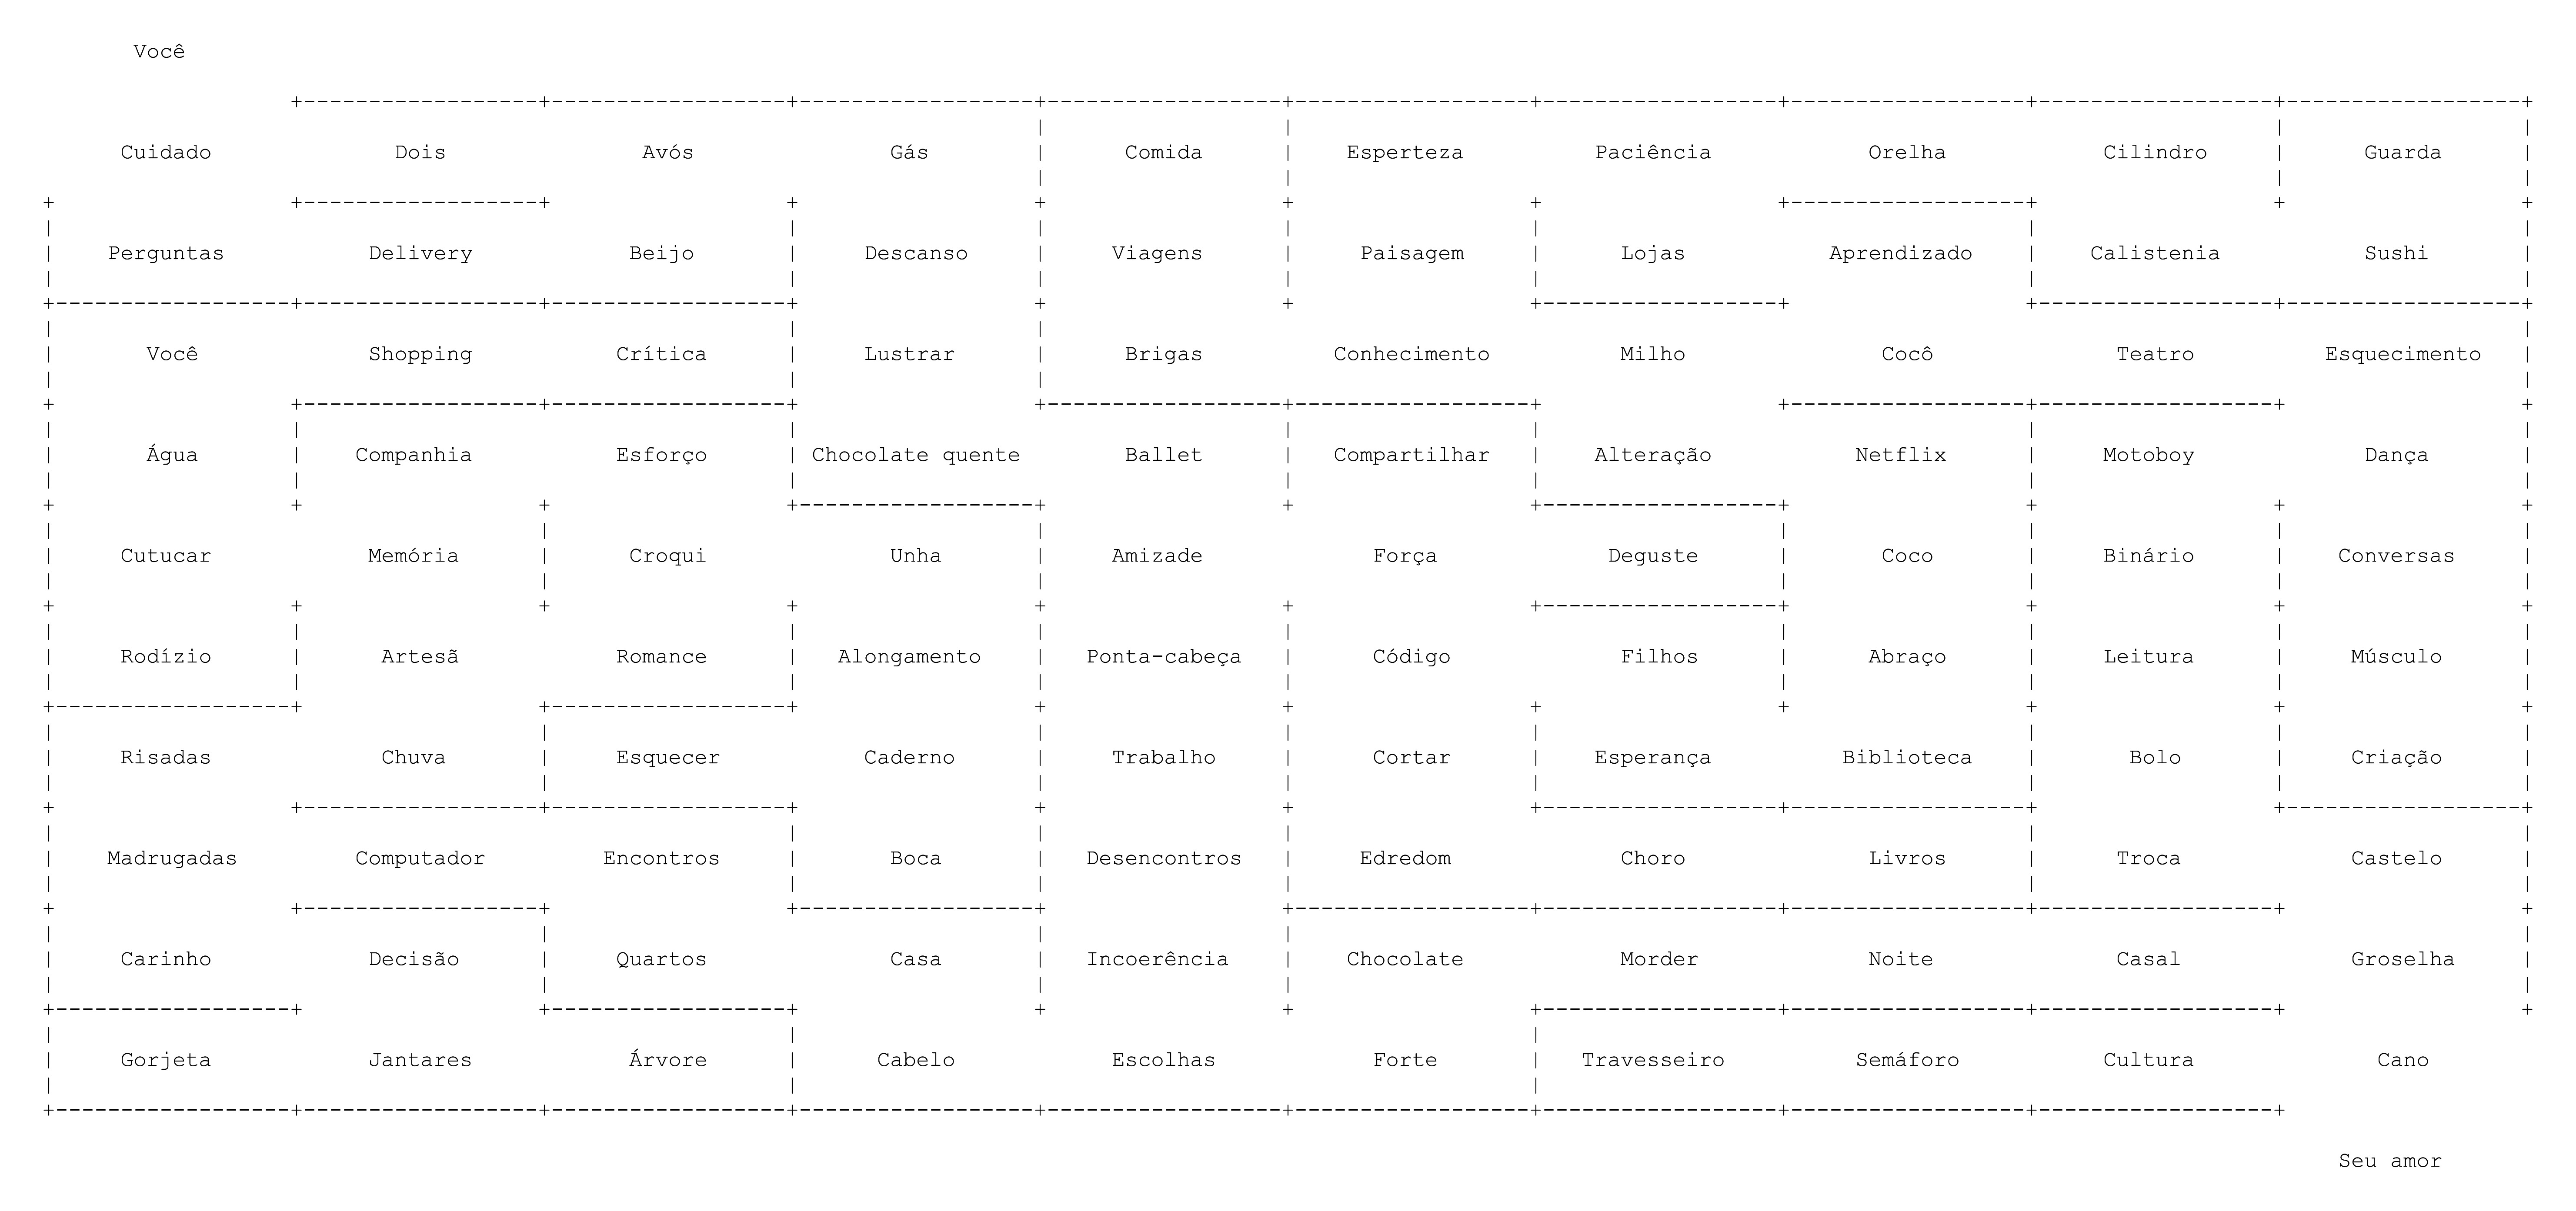 Você
Cuidado Dois Avós Gás Comida Esperteza Paciência Orelha Cilindro Guarda
Perguntas Delivery Beijo Descanso Viagens Paisagem Lojas Aprendizado Calistenia Sushi
Você Shopping Crítica Lustrar Brigas Conhecimento Milho Cocô Teatro Esquecimento
Água Companhia Esforço Chocolate quente Ballet Compartilhar Alteração Netflix Motoboy Dança
Cutucar Memória Croqui Unha Amizade Força Deguste Coco Binário Conversas
Rodízio Artesã Romance Alongamento Ponta-cabeça Código Filhos Abraço Leitura Músculo
Risadas Chuva Esquecer Caderno Trabalho Cortar Esperança Biblioteca Bolo Criação
Madrugadas Computador Encontros Boca Desencontros Edredom Choro Livros Troca Castelo
Carinho Decisão Quartos Casa Incoerência Chocolate Morder Noite Casal Groselha
Gorjeta Jantares Árvore Cabelo Escolhas Forte Travesseiro Semáforo Cultura Cano
Seu amor